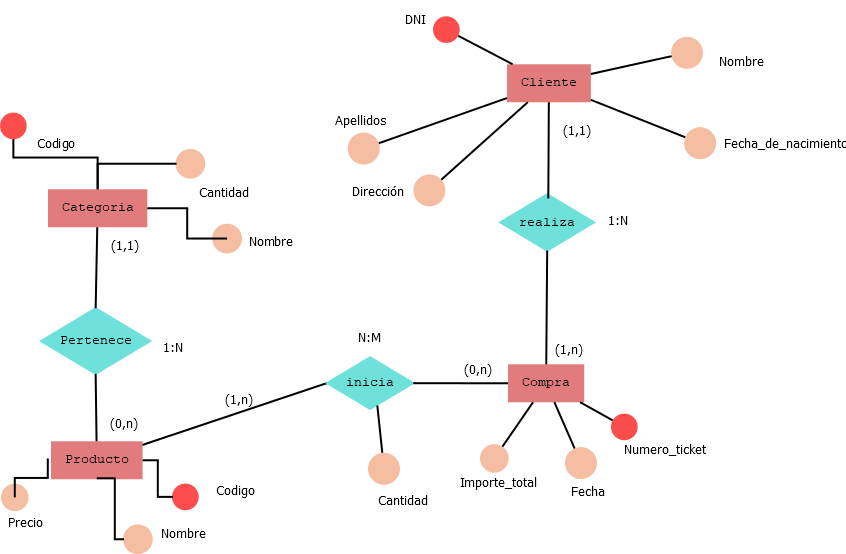 DNI
Nombre
Cliente
Apellidos
(1,1)
Codigo
Fecha_de_nacimiento
Cantidad
Dirección
Categoria
realiza
1:N
Nombre
(1,1)
N:M
Pertenece
1:N
(1,n)
(0,n)
inicia
Compra
(1,n)
(0,n)
Numero_ticket
Producto
Importe_total
Codigo
Fecha
Cantidad
Precio
Nombre